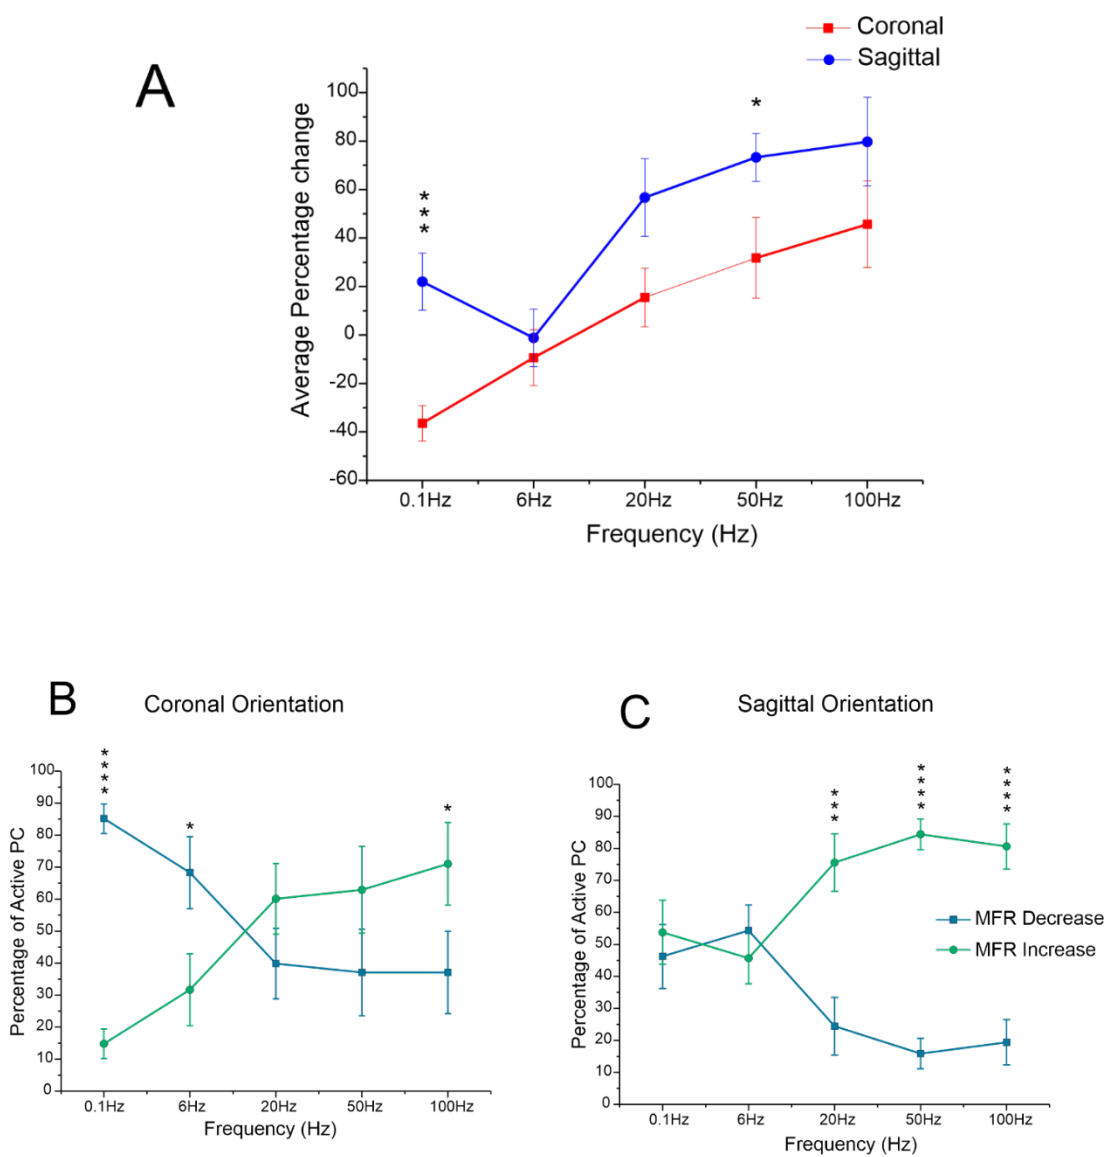 Coronal
Sagittal
A
Average Percentage change
100
80
60
40
20
0
-20
-40
-60
***
*
0.1Hz 6Hz 20Hz 50Hz 100Hz
Frequency (Hz)
B
Coronal Orientation
Percentage of Active PC
100
90
80
70
60
50
40
30
20
10
0
****
*
*
0.1Hz 6Hz 20Hz 50Hz 100Hz
Frequency (Hz)
C
Sagittal Orientation
Percentage of Active PC
100
90
80
70
60
50
40
30
20
10
0
***
****
****
MFR Decrease
MFR Increase
0.1Hz 6Hz 20Hz 50Hz 100Hz
Frequency (Hz)